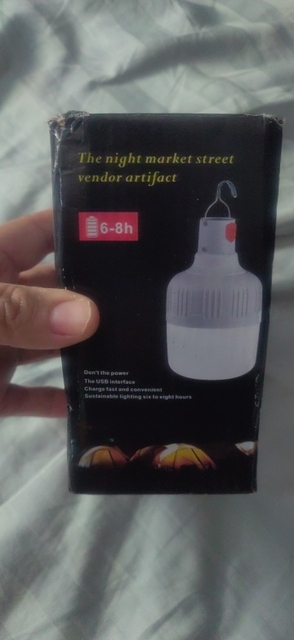 The night market street
vendor artifact
6-8h
Don't the power
The USB interface
Charge fast and convenient
Sustainable lighting six to eight hours